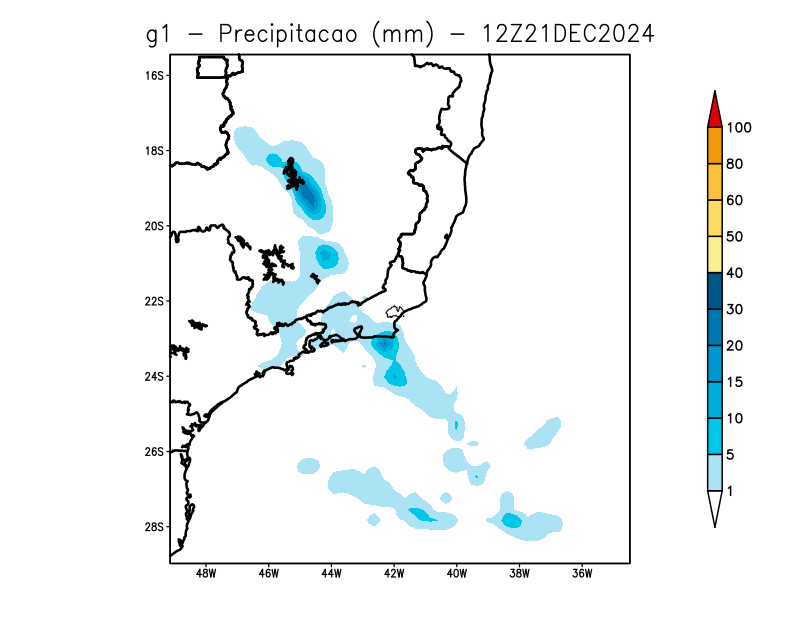 g1 – Precipitacao (mm) – 12Z21DEC2024
16S
18S
20S
22S
24S
26S
28S
48W 46W 44W 42W 40W 38W 36W
100
80
60
50
40
30
20
15
10
5
1